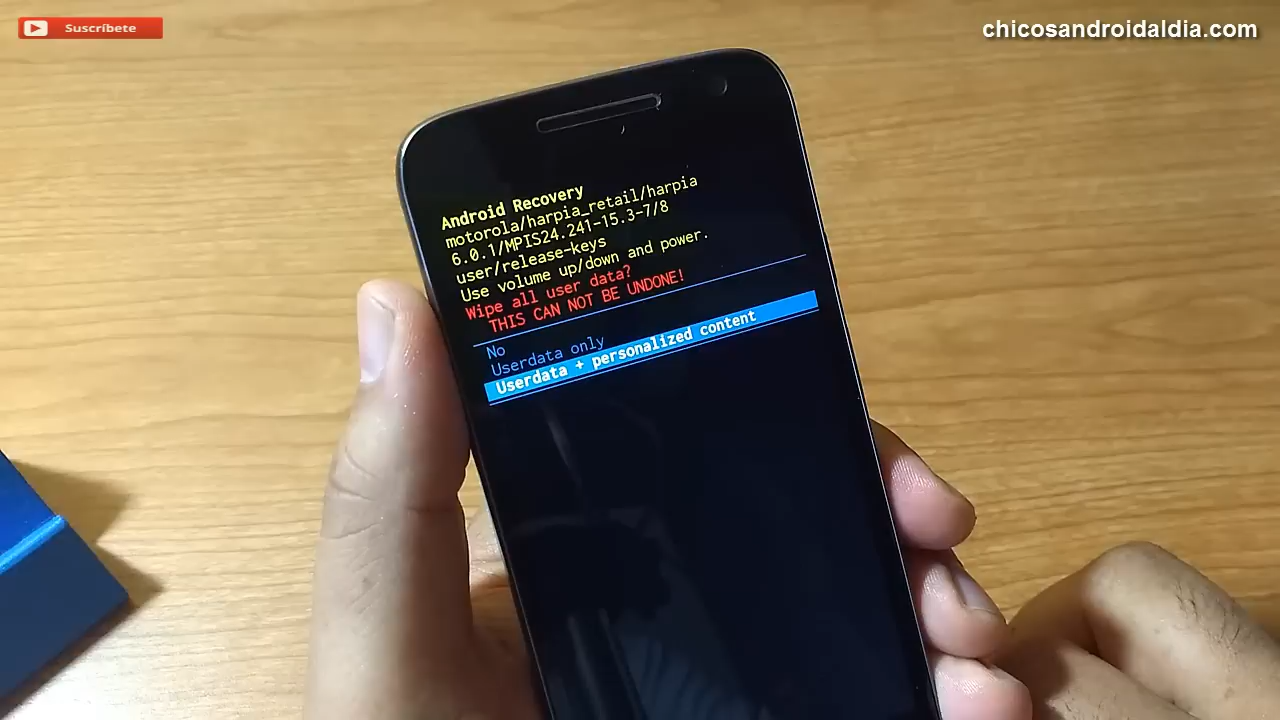 Suscríbete
chicosandroidaldia.com
Android Recovery
motorola/harpia_retail/harpia
6.0.1/MPIS24.241-15.3-7/8
user/release-keys
Use volume up/down and power.
Wipe all user data?
THIS CAN NOT BE UNDONE!
No
Userdata only
Userdata + personalized content